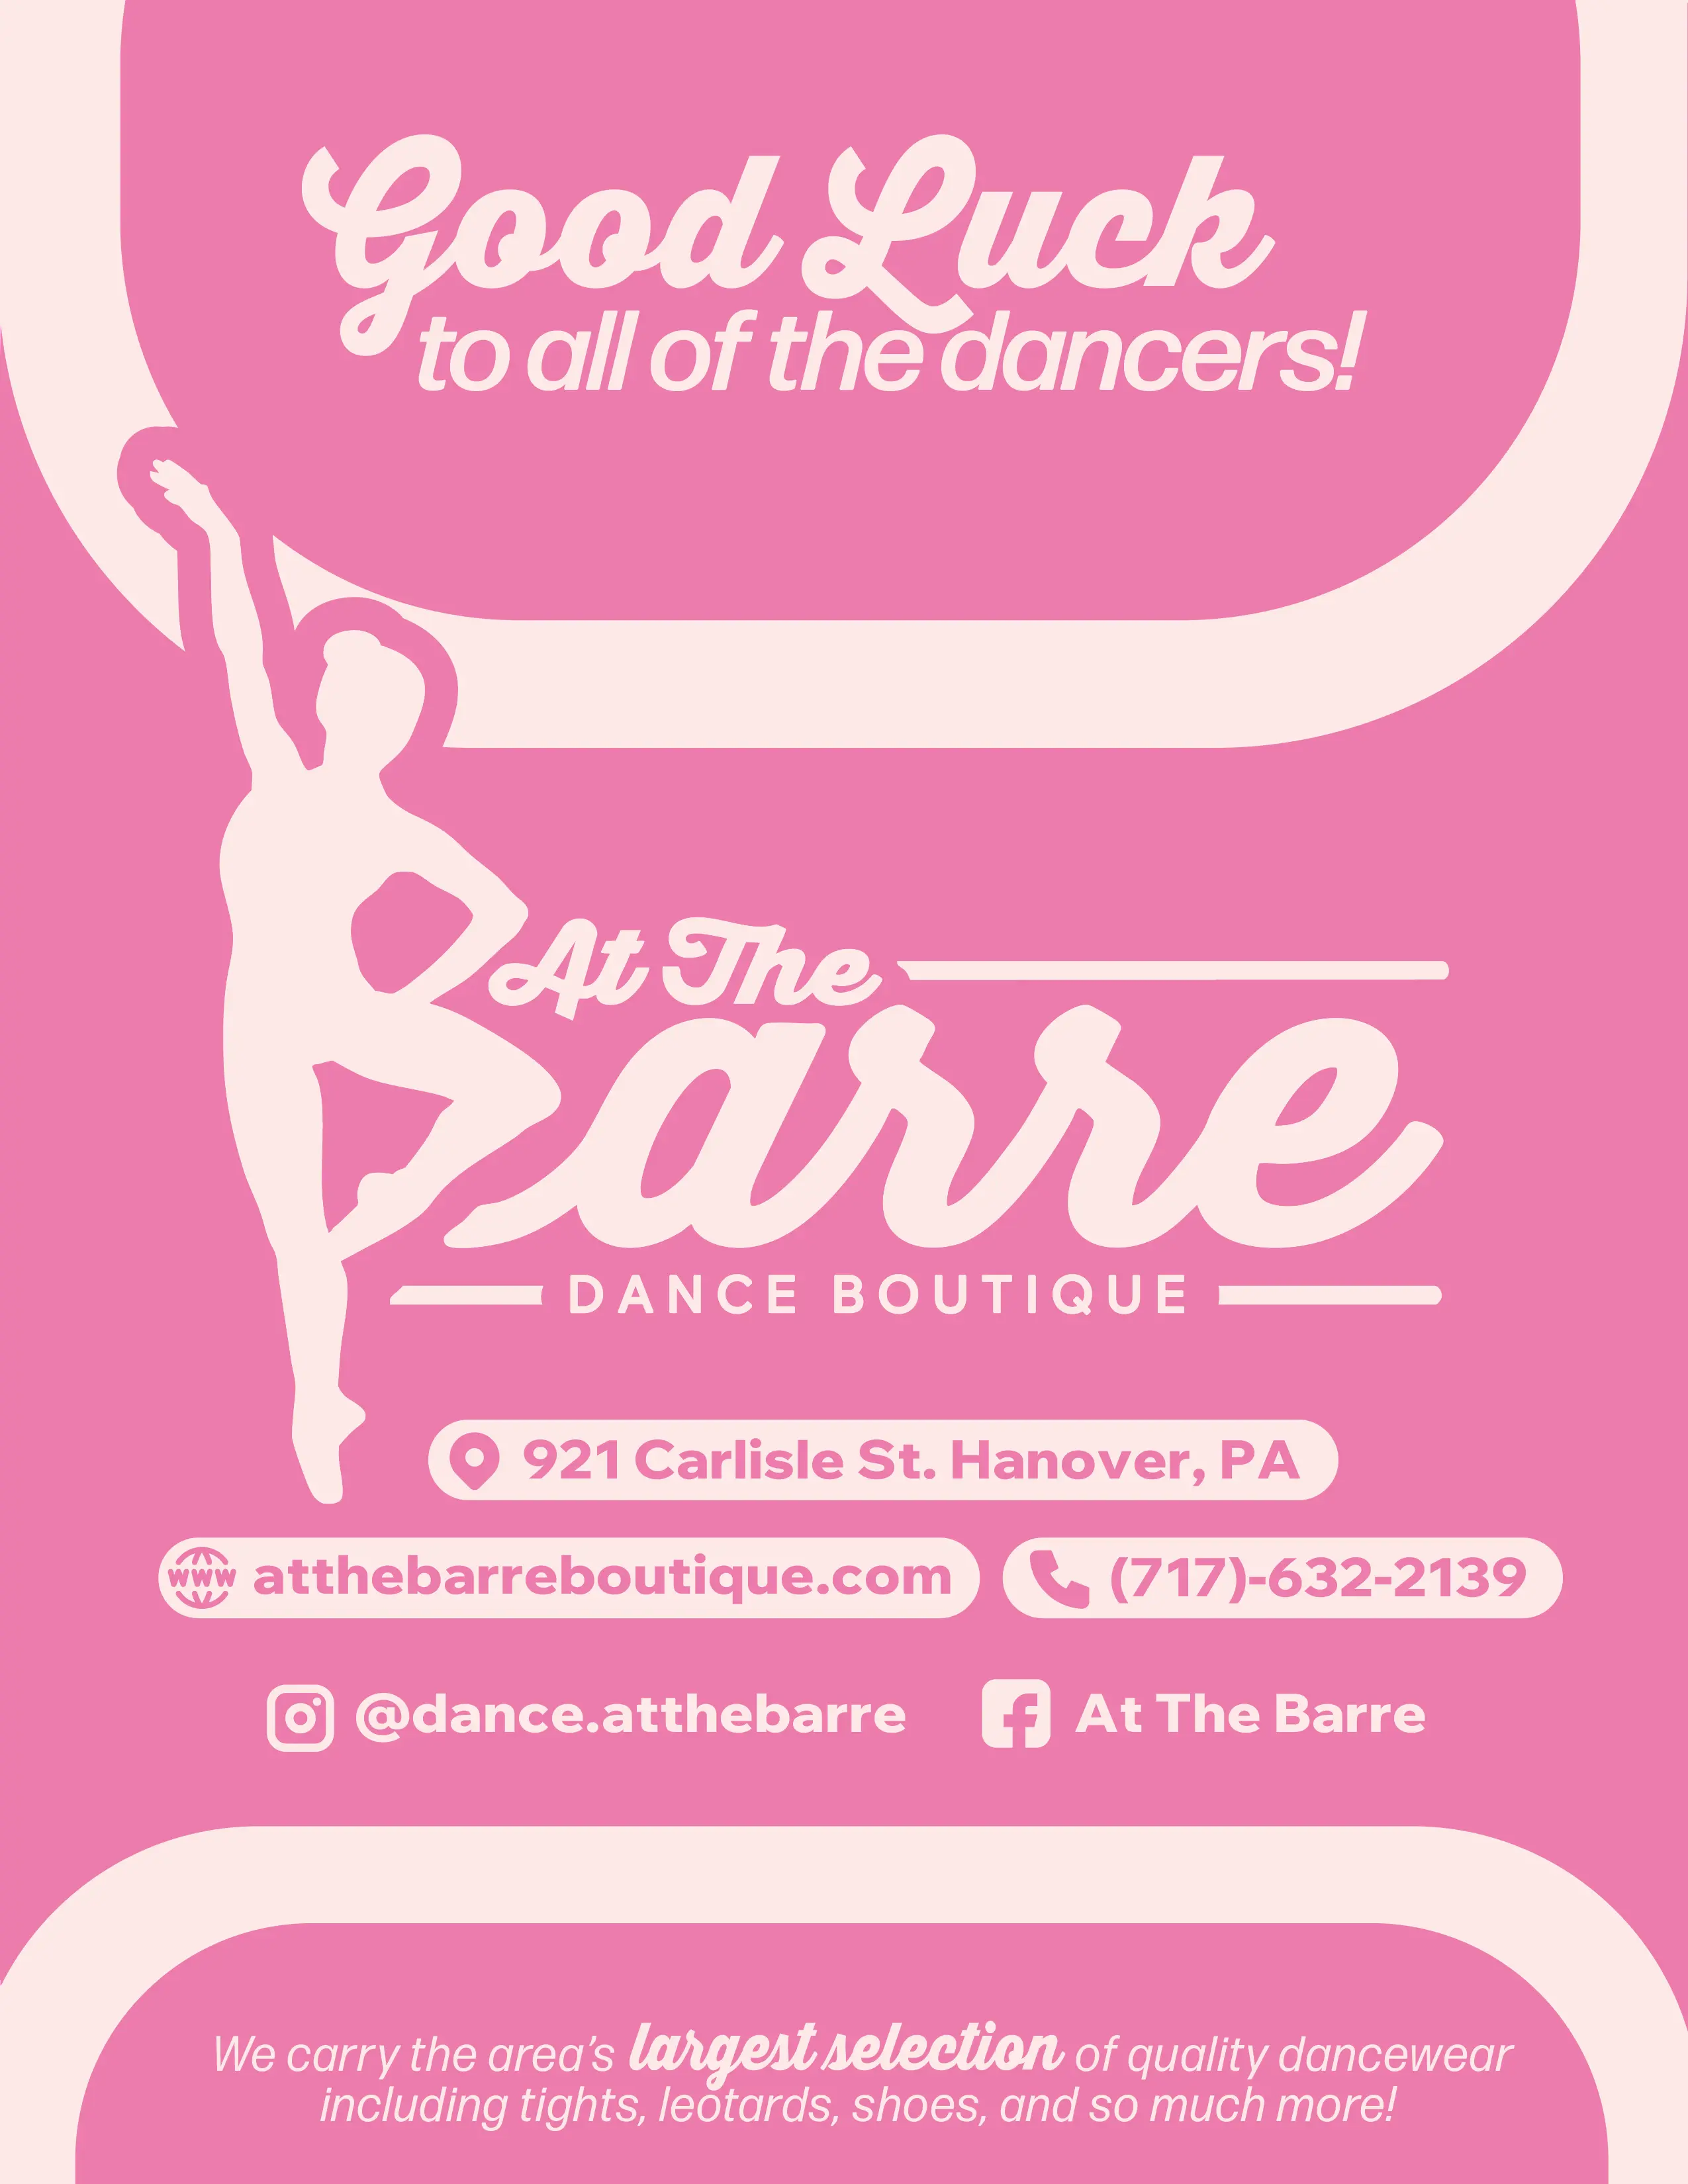 Good Luck
to all of the dancers!
At The
Barre
DANCE BOUTIQUE
921 Carlisle St. Hanover, PA
www atthebarreboutique.com
(717)-632-2139
@dance.atthebarre
At The Barre
We carry the area's largest selection of quality dancewear
including tights, leotards, shoes, and so much more!